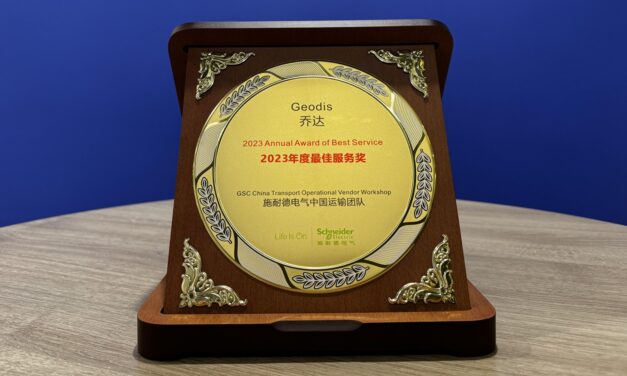 Geodis
乔达
2023 Annual Award of Best Service
2023年度最佳服务奖
GSC China Transport Operational Vendor Workshop
施耐德电气中国运输团队
Life Is On
Schneider
Electric
施耐德电气